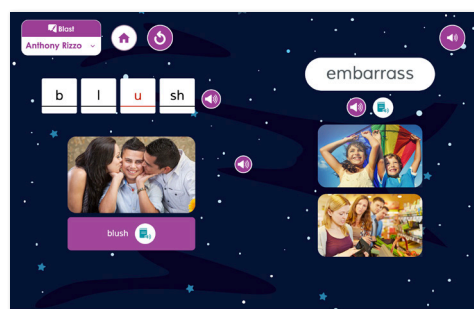 Blast
Anthony Rizzo
embarrass
b l u sh
blush